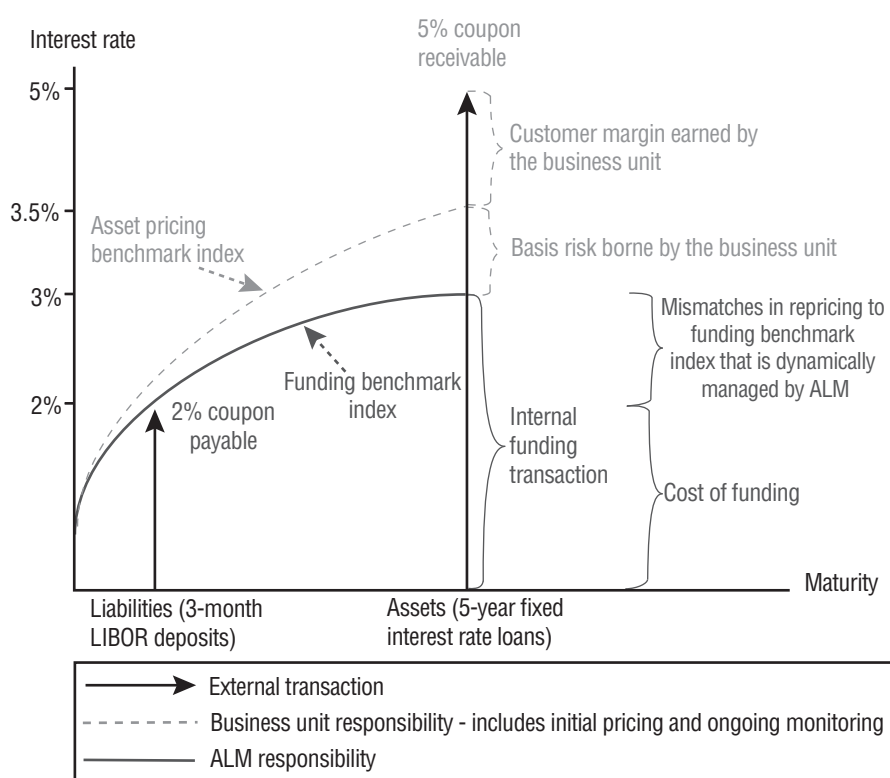 Interest rate
5% coupon
receivable
5%
Customer margin earned by
the business unit
3.5%
Asset pricing
benchmark index
Basis risk borne by the business unit
3%
Mismatches in repricing to
funding benchmark
index that is dynamically
managed by ALM
Funding benchmark
index
2%
2% coupon
payable
Internal
funding
transaction
Cost of funding
Maturity
Liabilities (3-month
LIBOR deposits)
Assets (5-year fixed
interest rate loans)
External transaction
Business unit responsibility - includes initial pricing and ongoing monitoring
ALM responsibility